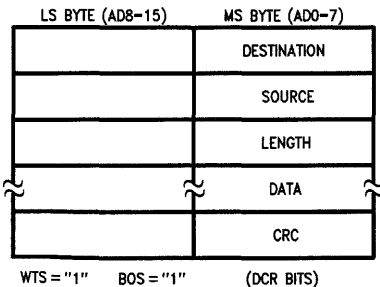 LS BYTE (AD8-15) MS BYTE (AD0-7)
DESTINATION
SOURCE
LENGTH
DATA
CRC
WTS = "1" BOS = "1" (DCR BITS)